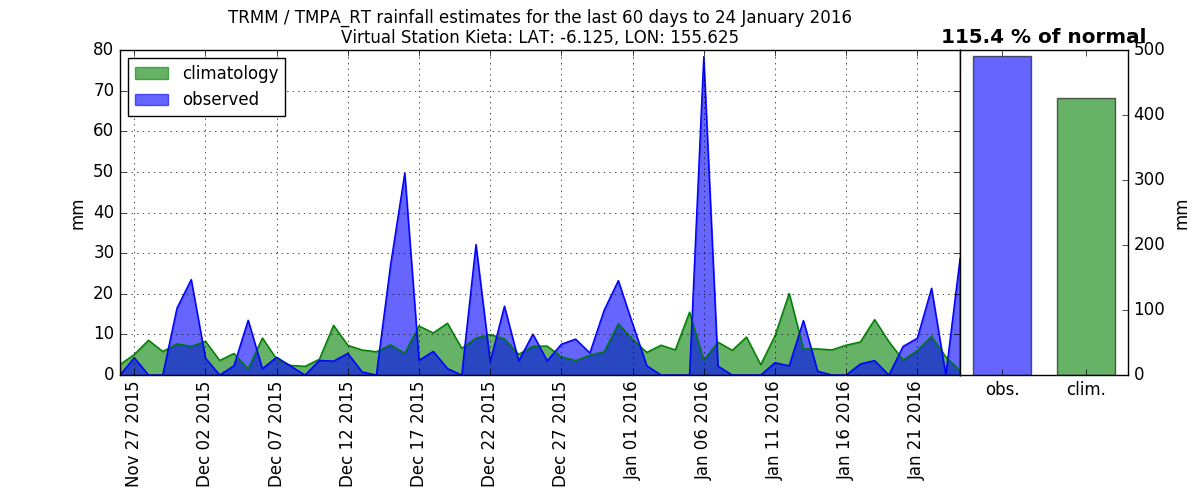 TRMM / TMPA_RT rainfall estimates for the last 60 days to 24 January 2016
Virtual Station Kieta: LAT: -6.125, LON: 155.625
115.4 % of normal
climatology
observed
mm
80
70
60
50
40
30
20
10
0
Nov 27 2015
Dec 02 2015
Dec 07 2015
Dec 12 2015
Dec 17 2015
Dec 22 2015
Dec 27 2015
Jan 01 2016
Jan 06 2016
Jan 11 2016
Jan 16 2016
Jan 21 2016
500
400
300
200
100
0
mm
obs.
clim.